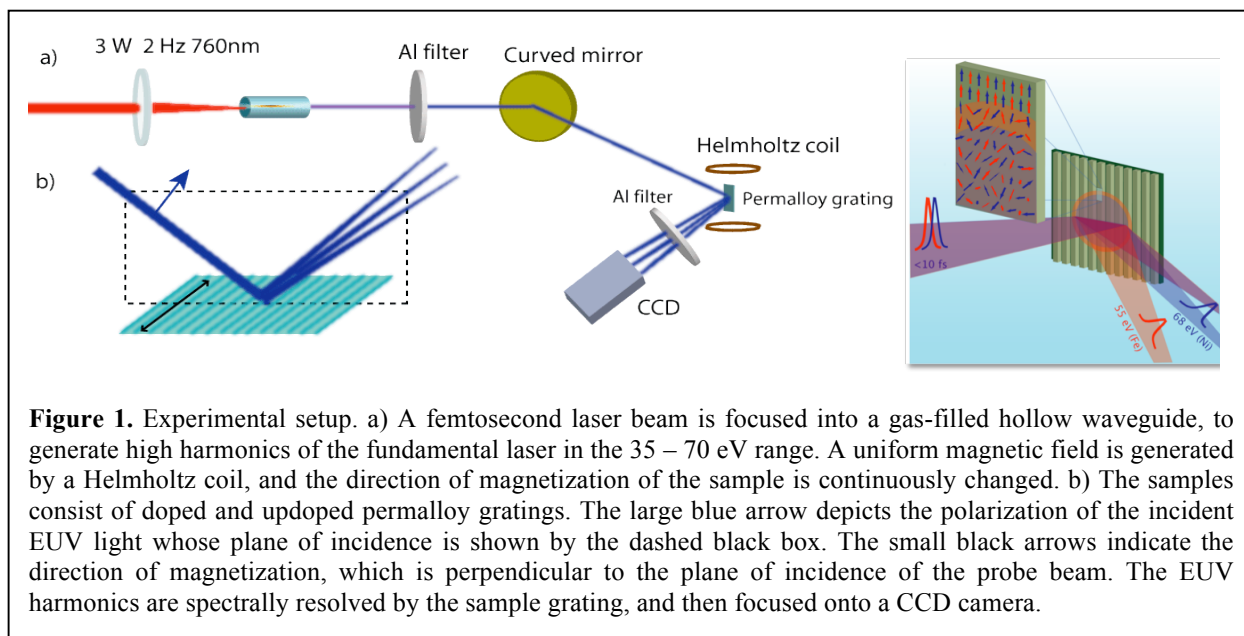 a)
3 W 2 Hz 760nm
Al filter
Curved mirror
Helmholtz coil
Permalloy grating
Al filter
CCD
b)
<10 fs
55 eV (Fe)
68 eV (Ni)
Figure 1. Experimental setup. a) A femtosecond laser beam is focused into a gas-filled hollow waveguide, to
generate high harmonics of the fundamental laser in the 35 – 70 eV range. A uniform magnetic field is generated
by a Helmholtz coil, and the direction of magnetization of the sample is continuously changed. b) The samples
consist of doped and updoped permalloy gratings. The large blue arrow depicts the polarization of the incident
EUV light whose plane of incidence is shown by the dashed black box. The small black arrows indicate the
direction of magnetization, which is perpendicular to the plane of incidence of the probe beam. The EUV
harmonics are spectrally resolved by the sample grating, and then focused onto a CCD camera.